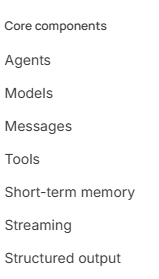 Core components
Agents
Models
Messages
Tools
Short-term memory
Streaming
Structured output